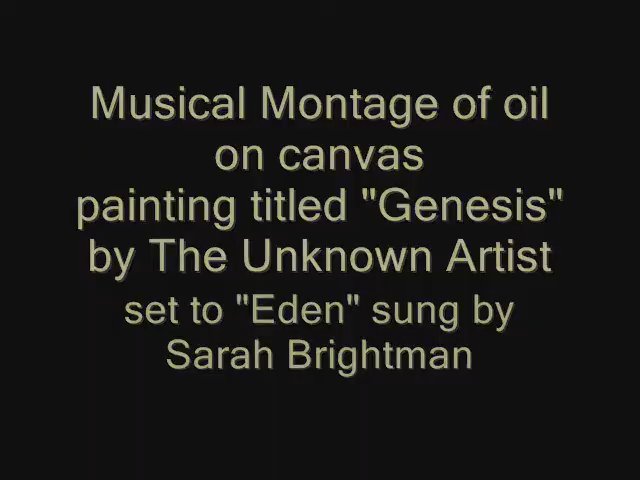 Musical Montage of oil
on canvas
painting titled "Genesis"
by The Unknown Artist
set to "Eden" sung by
Sarah Brightman